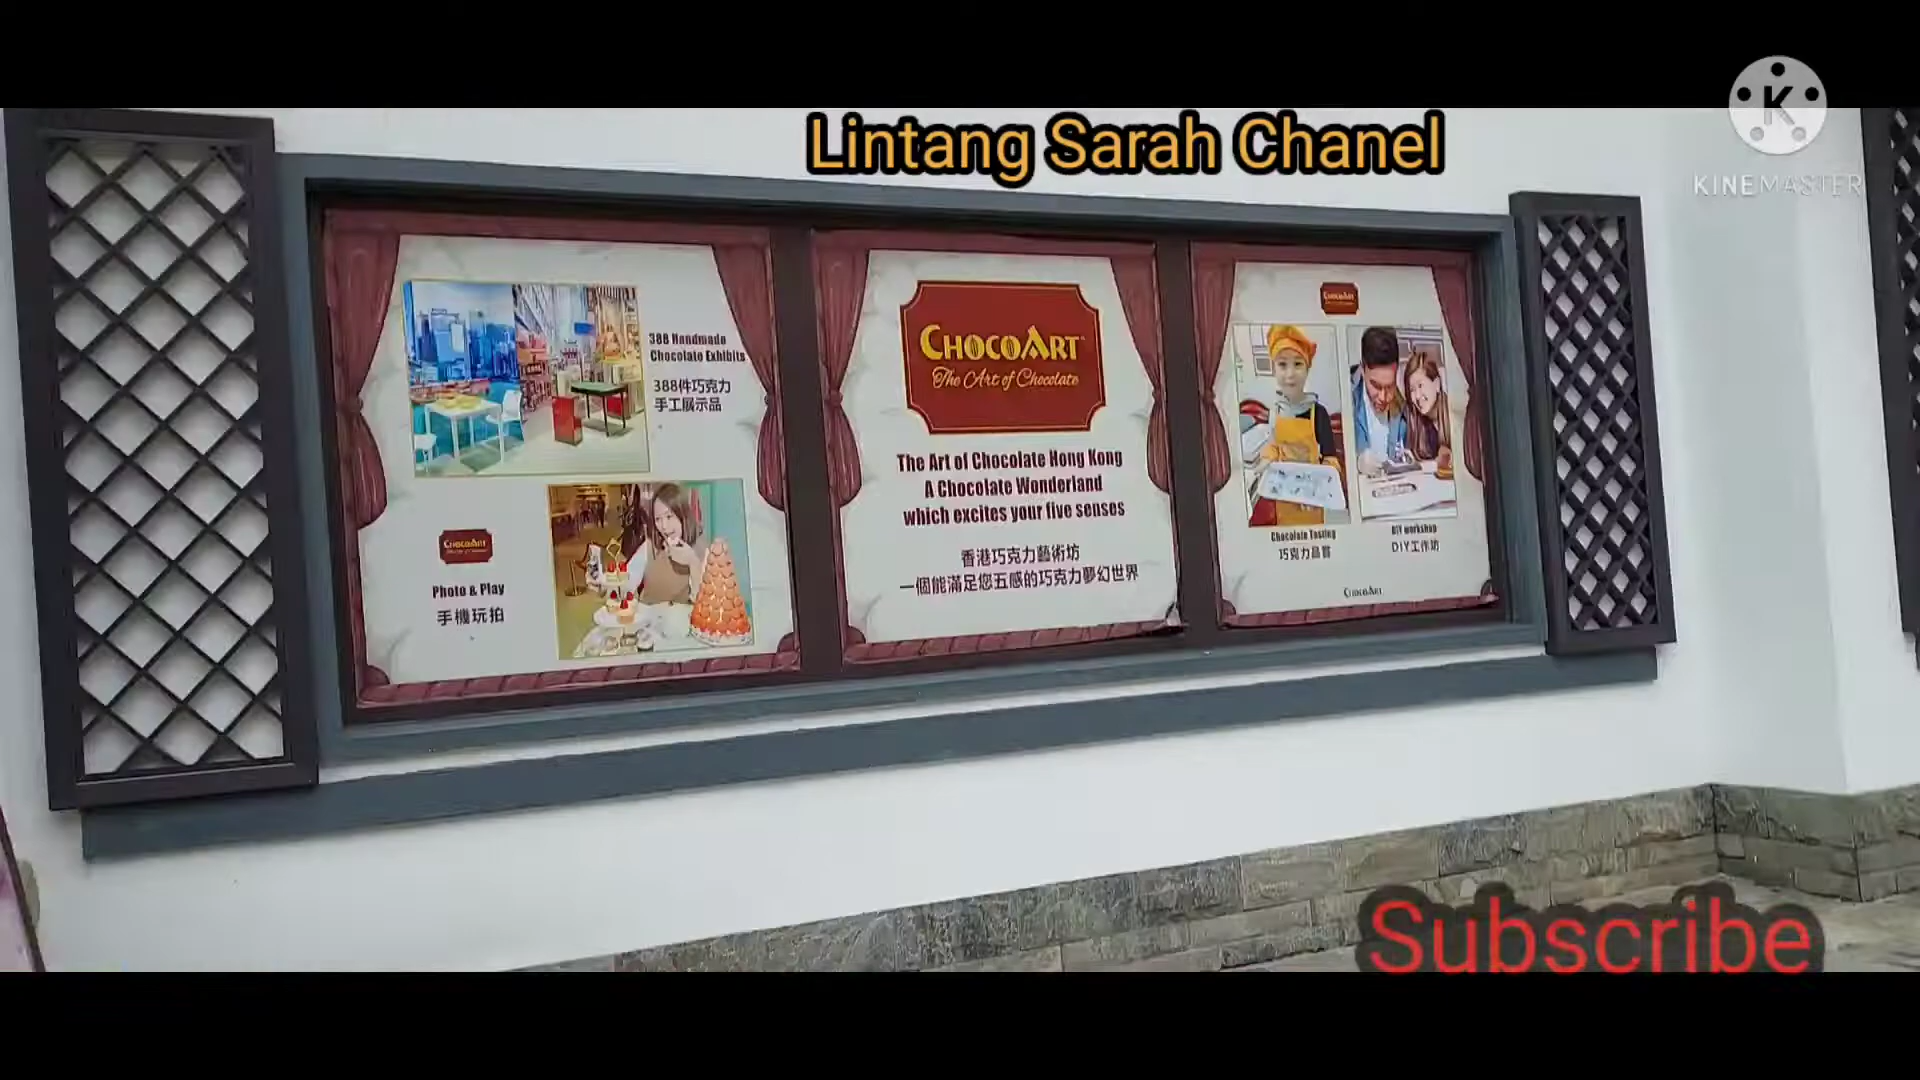 Lintang Sarah Chanel
KINEMASTER
388 Handmade
Chocolate Exhibits
388件巧克力
手工展示品
CHOCOART
Photo & Play
手機玩拍
CHOCOART
The Art of Chocolate
The Art of Chocolate Hong Kong
A Chocolate Wonderland
which excites your five senses
香港巧克力藝術坊
一個能滿足您五感的巧克力夢幻世界
CHOCOART
Chocolate Tasting
巧克力品嘗
DIY workshop
DIY工作坊
CHOCOART
Subscribe